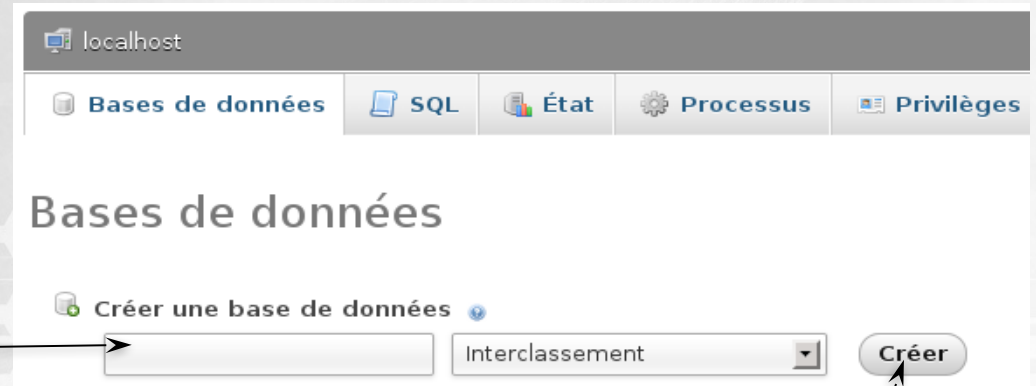 localhost
Bases de données SQL État Processus Privilèges
Bases de données
Créer une base de données
Interclassement Créer